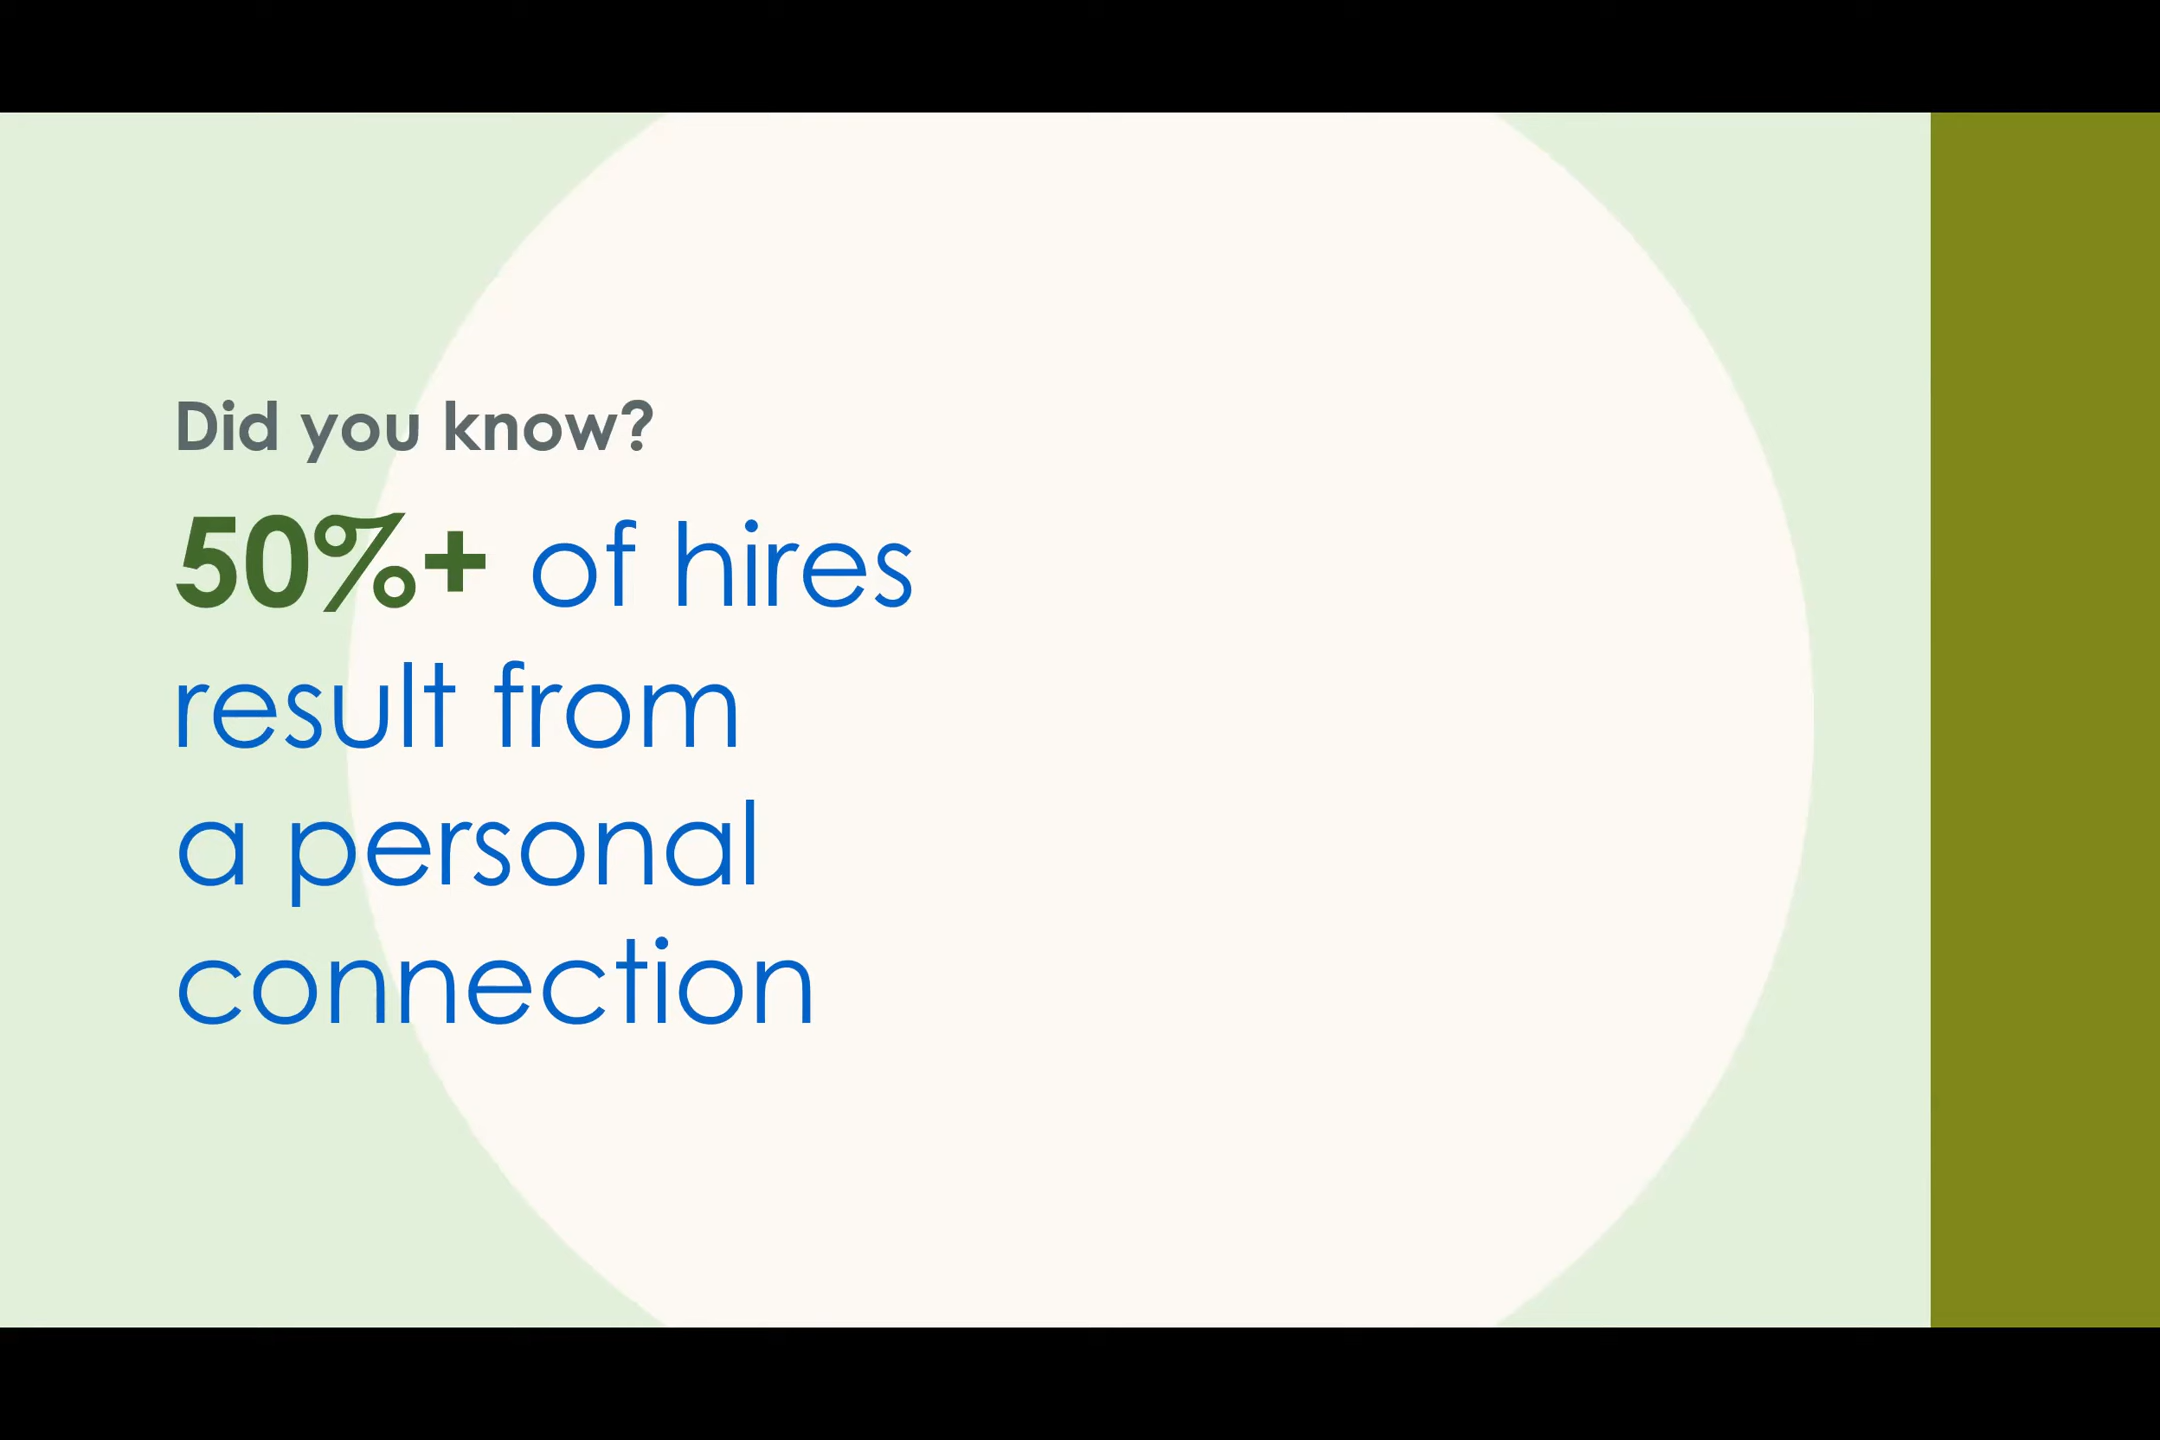 Did you know?
50%+ of hires
result from
a personal
connection